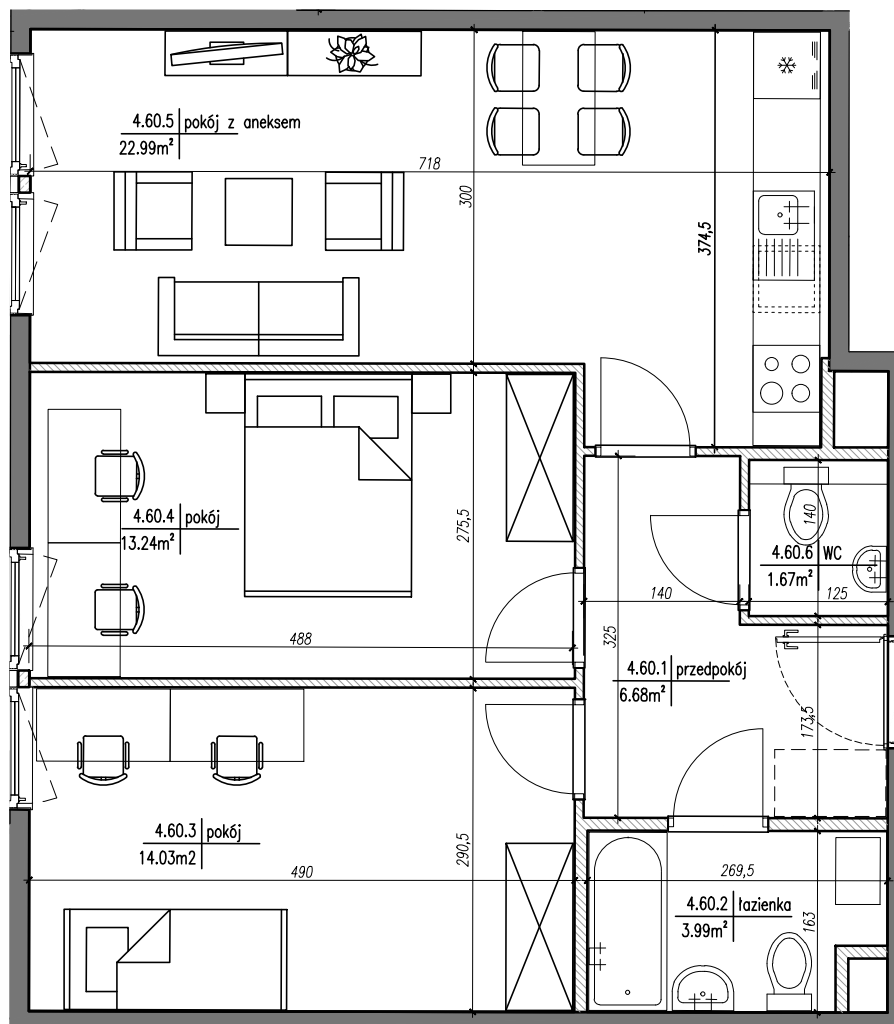 4.60.5 pokój z aneksem
22.99m²
718
300
374,5
4.60.4 pokój
13.24m²
275,5
488
140
4.60.6 WC
1.67m²
140
125
325
4.60.1 przedpokój
6.68m²
173,5
4.60.3 pokój
14.03m2
290,5
490
269,5
4.60.2 łazienka
3.99m²
163